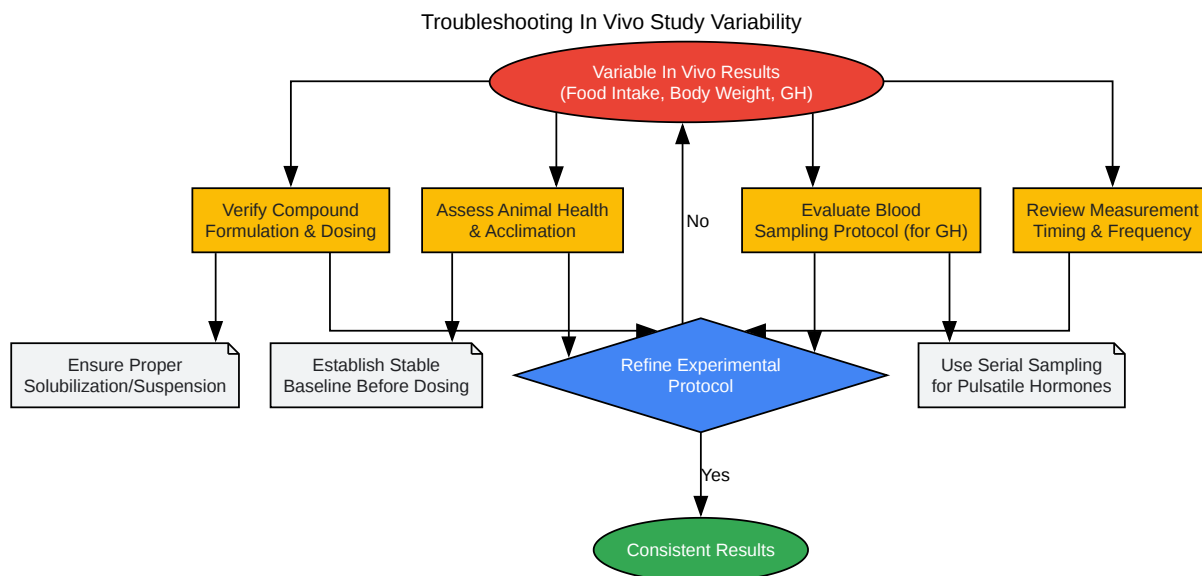 Troubleshooting In Vivo Study Variability
Variable In Vivo Results
(Food Intake, Body Weight, GH)
Verify Compound
Formulation & Dosing
Assess Animal Health
& Acclimation
Evaluate Blood
Sampling Protocol (for GH)
Review Measurement
Timing & Frequency
No
Ensure Proper
Solubilization/Suspension
Establish Stable
Baseline Before Dosing
Refine Experimental
Protocol
Use Serial Sampling
for Pulsatile Hormones
Yes
Consistent Results